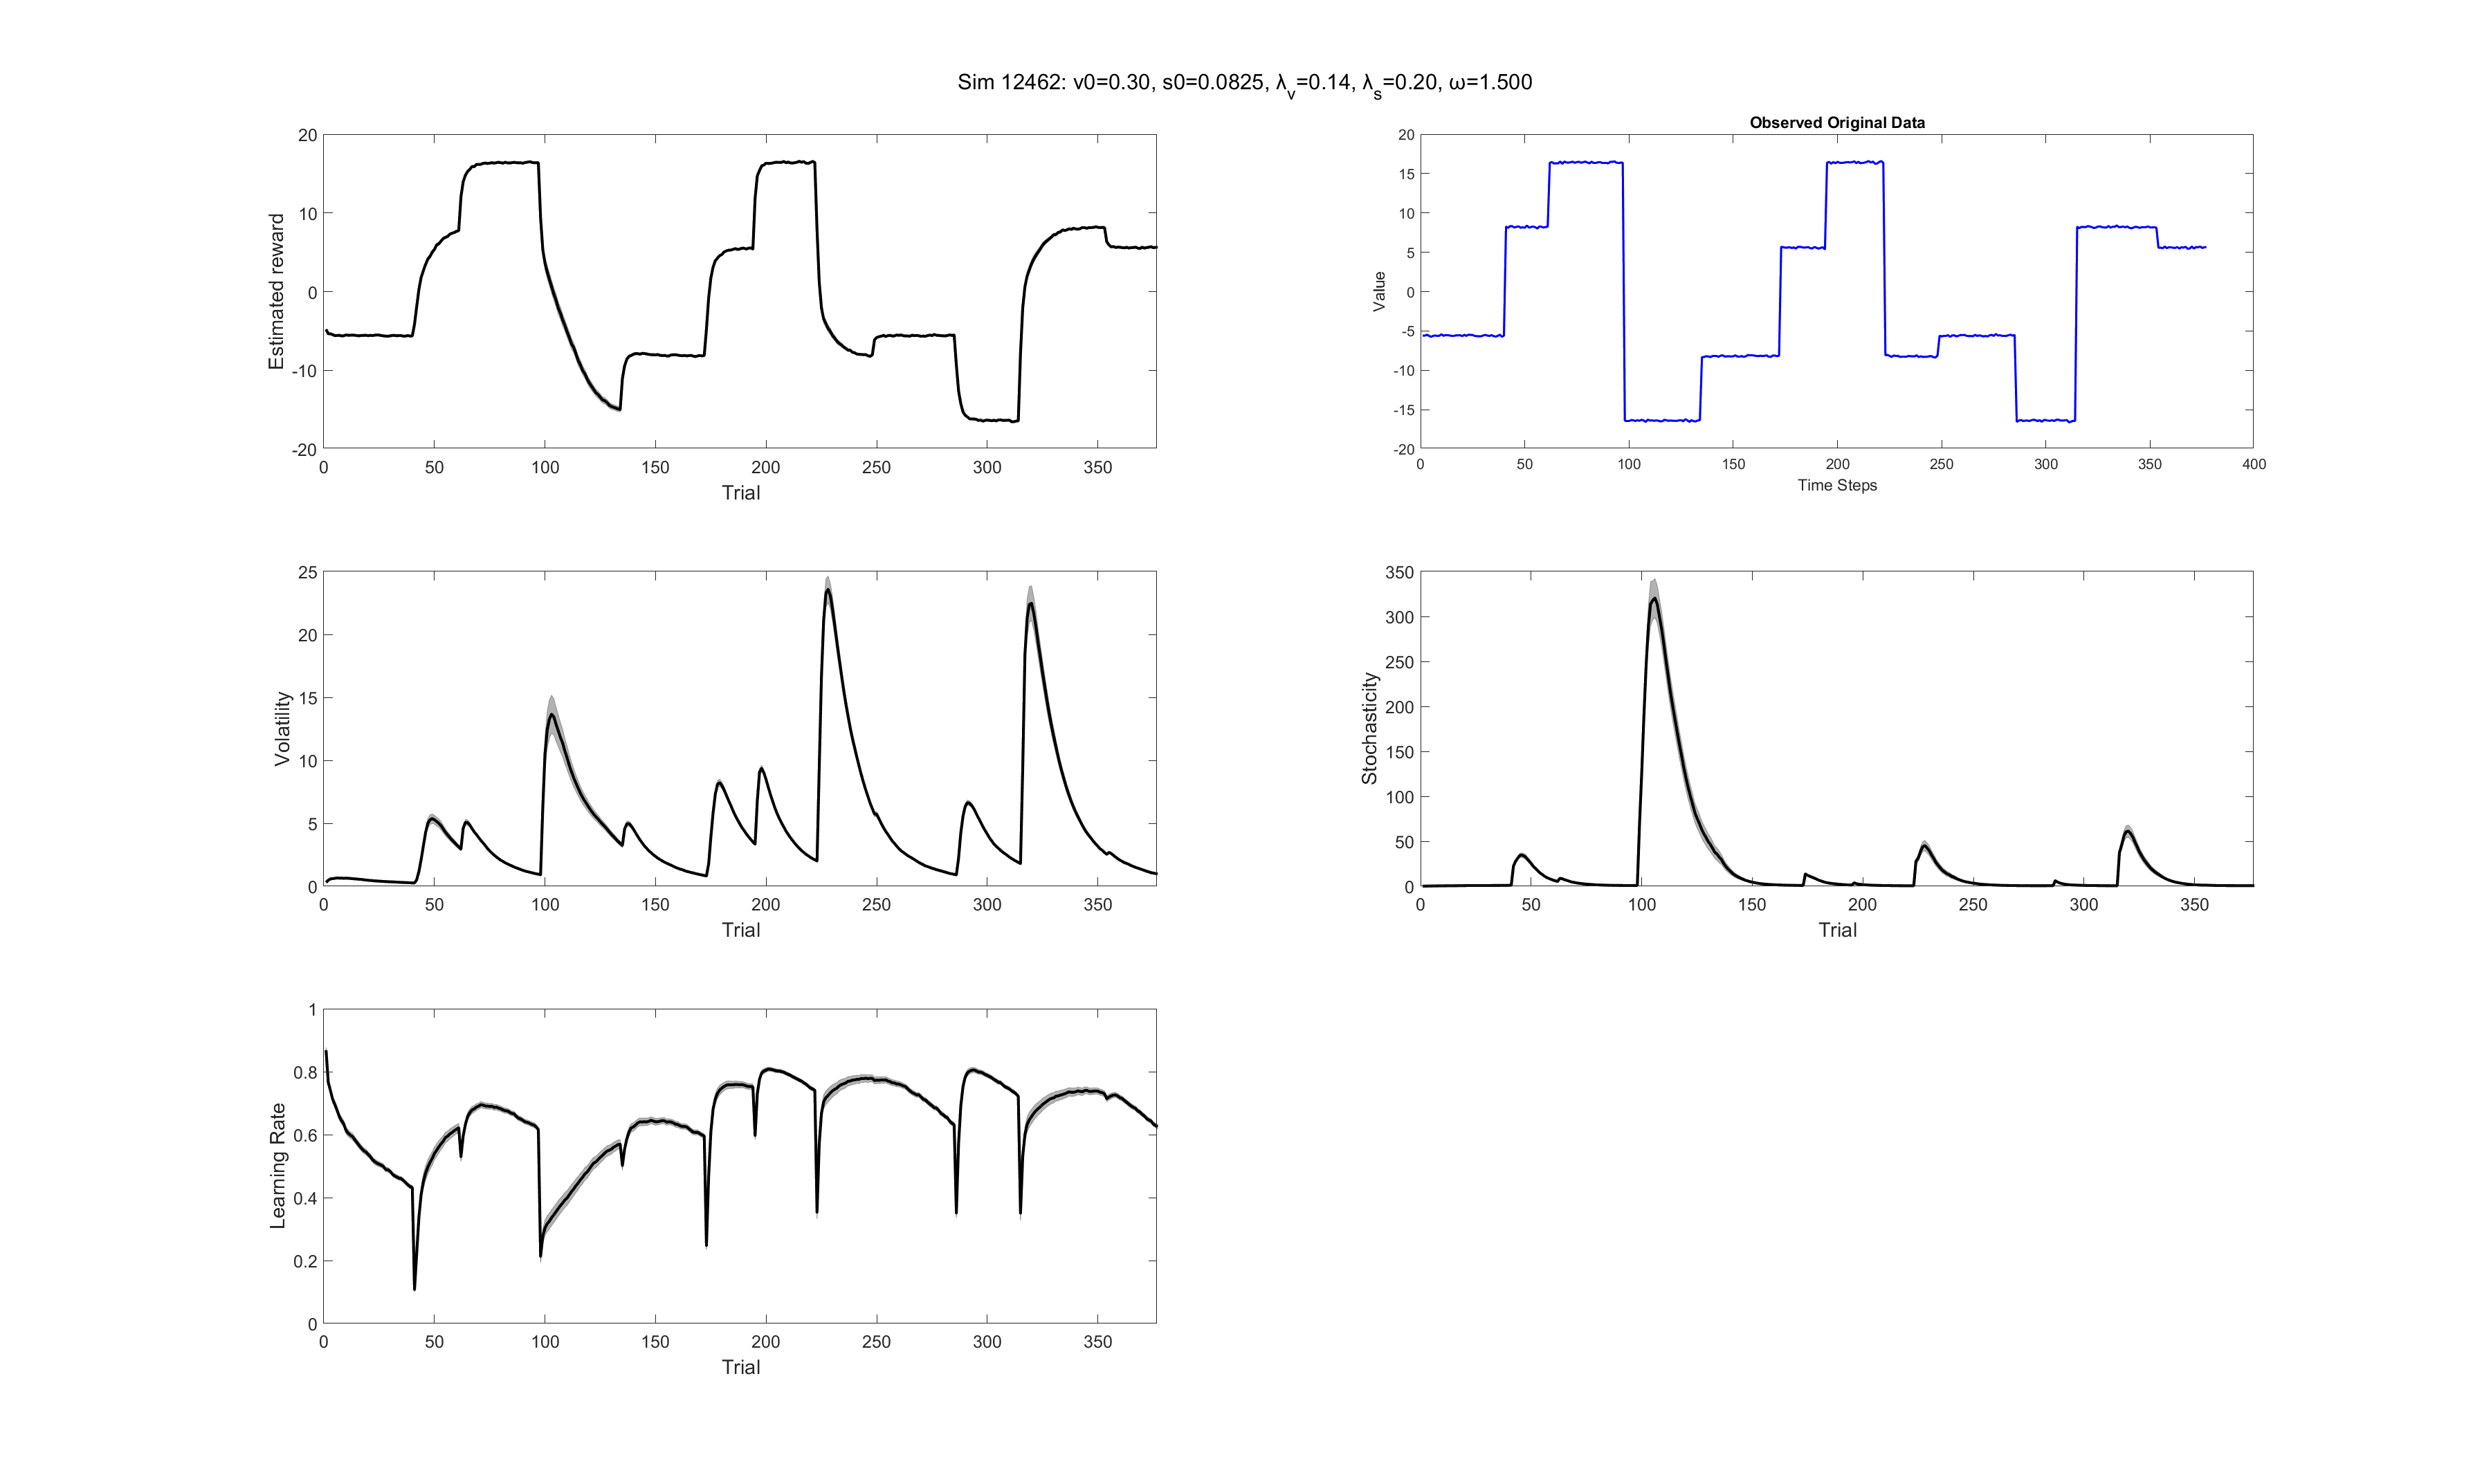 Sim 12462: v0=0.30, s0=0.0825, λv=0.14, λs=0.20, ω=1.500
Estimated reward
20
10
0
-10
-20
0 50 100 150 200 250 300 350
Trial
Observed Original Data
Value
20
15
10
5
0
-5
-10
-15
-20
0 50 100 150 200 250 300 350 400
Time Steps
Volatility
25
20
15
10
5
0
0 50 100 150 200 250 300 350
Trial
Stochasticity
350
300
250
200
150
100
50
0
0 50 100 150 200 250 300 350
Trial
Learning Rate
1
0.8
0.6
0.4
0.2
0
0 50 100 150 200 250 300 350
Trial